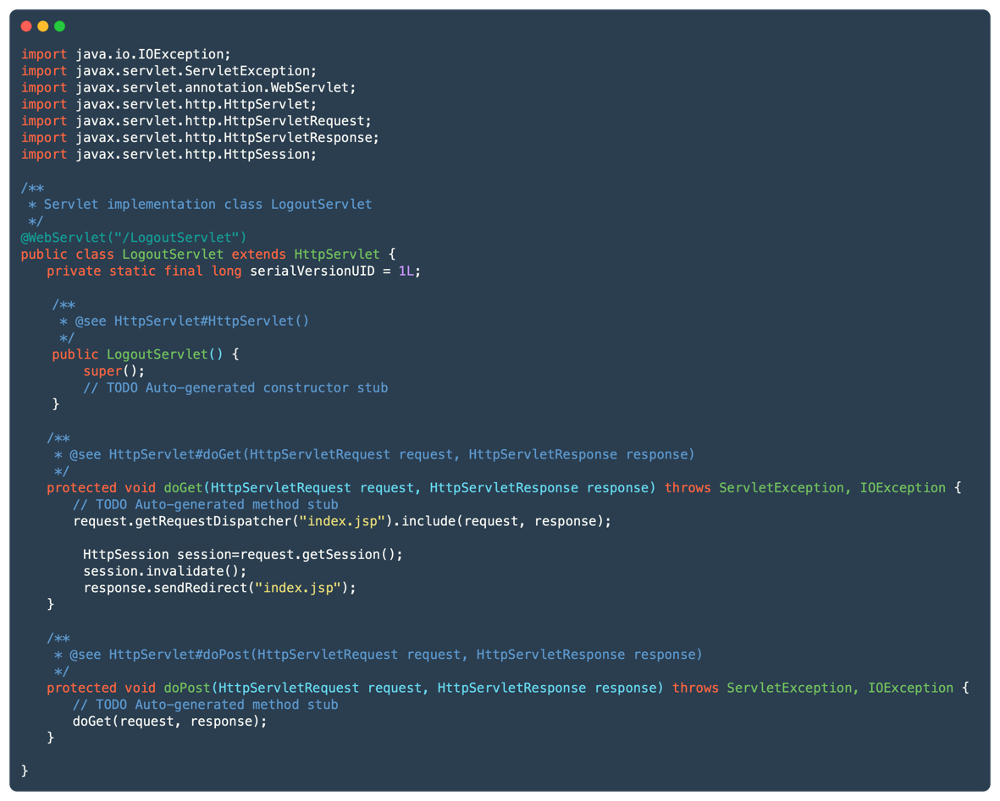 import java.io.IOException;
import javax.servlet.ServletException;
import javax.servlet.annotation.WebServlet;
import javax.servlet.http.HttpServlet;
import javax.servlet.http.HttpServletRequest;
import javax.servlet.http.HttpServletResponse;
import javax.servlet.http.HttpSession;

/**
 * Servlet implementation class LogoutServlet
 */
@WebServlet("/LogoutServlet")
public class LogoutServlet extends HttpServlet {
    private static final long serialVersionUID = 1L;

    /**
     * @see HttpServlet#HttpServlet()
     */
    public LogoutServlet() {
        super();
        // TODO Auto-generated constructor stub
    }

    /**
     * @see HttpServlet#doGet(HttpServletRequest request, HttpServletResponse response)
     */
    protected void doGet(HttpServletRequest request, HttpServletResponse response) throws ServletException, IOException {
        // TODO Auto-generated method stub
        request.getRequestDispatcher("index.jsp").include(request, response);

        HttpSession session=request.getSession();
        session.invalidate();
        response.sendRedirect("index.jsp");
    }

    /**
     * @see HttpServlet#doPost(HttpServletRequest request, HttpServletResponse response)
     */
    protected void doPost(HttpServletRequest request, HttpServletResponse response) throws ServletException, IOException {
        // TODO Auto-generated method stub
        doGet(request, response);
    }

}